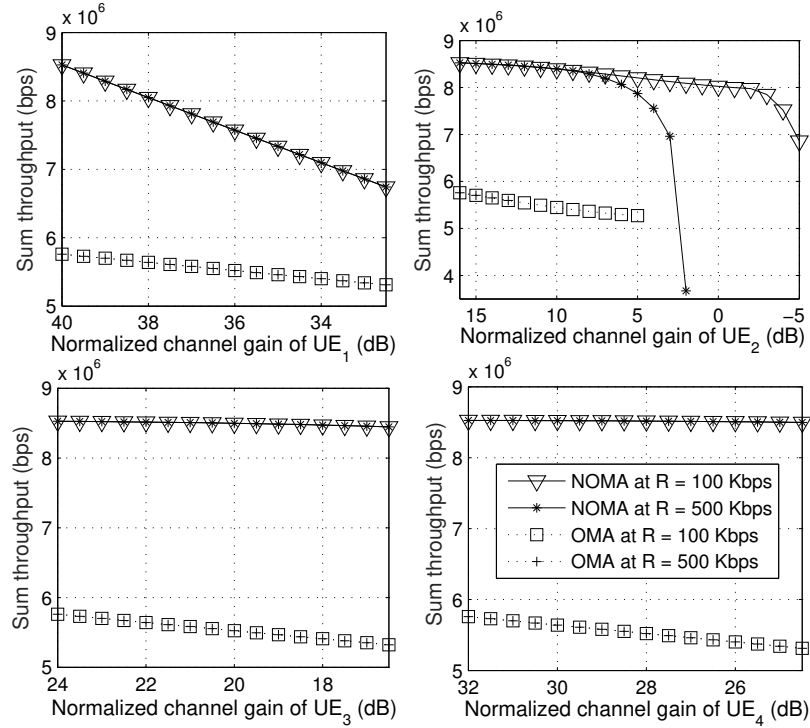 x 10^6
9
8
7
6
5
Sum throughput (bps)
40 38 36 34
Normalized channel gain of UE_1 (dB)
x 10^6
9
8
7
6
5
4
Sum throughput (bps)
15 10 5 0 −5
Normalized channel gain of UE_2 (dB)
x 10^6
9
8
7
6
5
Sum throughput (bps)
24 22 20 18
Normalized channel gain of UE_3 (dB)
x 10^6
9
8
7
6
5
Sum throughput (bps)
NOMA at R = 100 Kbps
NOMA at R = 500 Kbps
OMA at R = 100 Kbps
OMA at R = 500 Kbps
32 30 28 26
Normalized channel gain of UE_4 (dB)